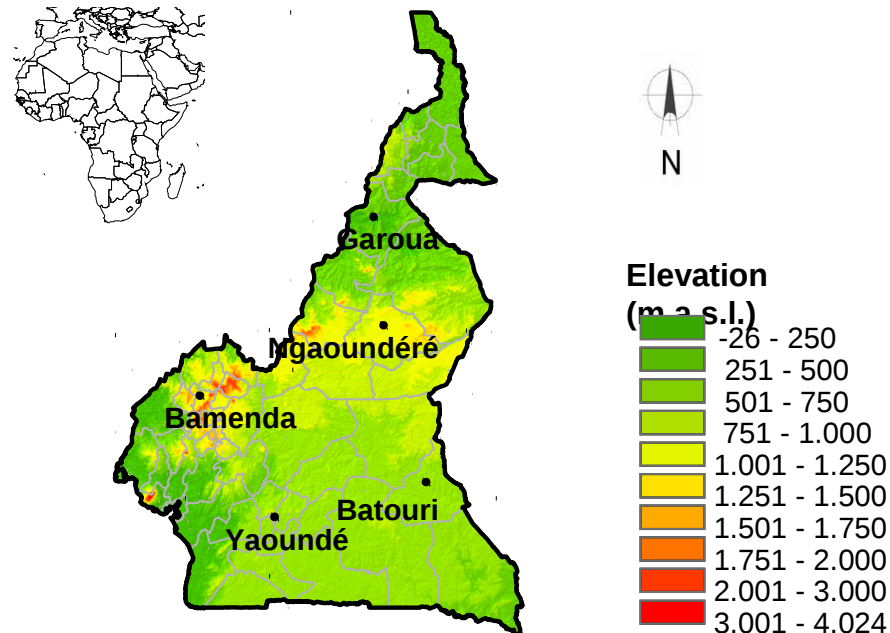 N
Garoua
Ngaoundéré
Bamenda
Batouri
Yaoundé
Elevation
(m a.s.l.)
-26 - 250
251 - 500
501 - 750
751 - 1.000
1.001 - 1.250
1.251 - 1.500
1.501 - 1.750
1.751 - 2.000
2.001 - 3.000
3.001 - 4.024